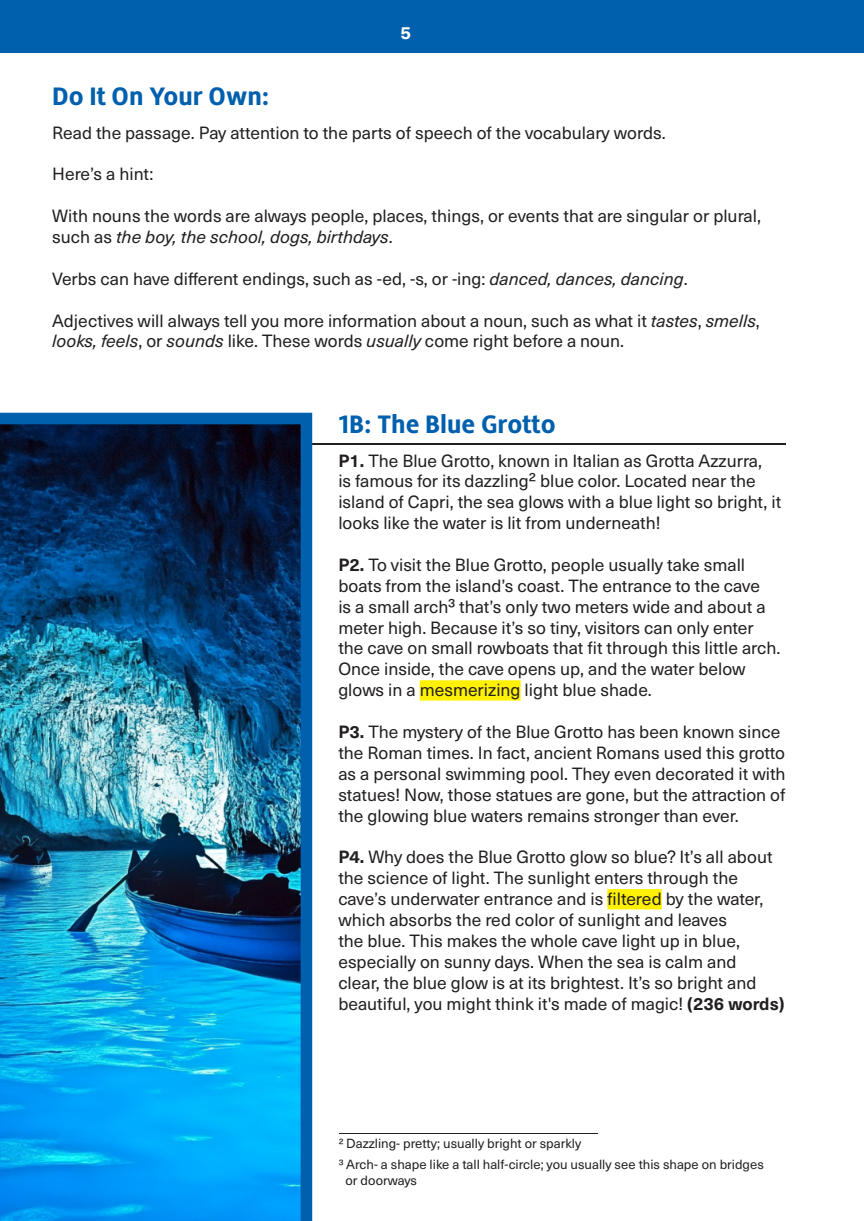 5
Do It On Your Own:
Read the passage. Pay attention to the parts of speech of the vocabulary words.
Here’s a hint:
With nouns the words are always people, places, things, or events that are singular or plural,
such as the boy, the school, dogs, birthdays.
Verbs can have different endings, such as -ed, -s, or -ing: danced, dances, dancing.
Adjectives will always tell you more information about a noun, such as what it tastes, smells,
looks, feels, or sounds like. These words usually come right before a noun.
1B: The Blue Grotto
P1. The Blue Grotto, known in Italian as Grotta Azzurra,
is famous for its dazzling² blue color. Located near the
island of Capri, the sea glows with a blue light so bright, it
looks like the water is lit from underneath!
P2. To visit the Blue Grotto, people usually take small
boats from the island’s coast. The entrance to the cave
is a small arch³ that’s only two meters wide and about a
meter high. Because it’s so tiny, visitors can only enter
the cave on small rowboats that fit through this little arch.
Once inside, the cave opens up, and the water below
glows in a mesmerizing light blue shade.
P3. The mystery of the Blue Grotto has been known since
the Roman times. In fact, ancient Romans used this grotto
as a personal swimming pool. They even decorated it with
statues! Now, those statues are gone, but the attraction of
the glowing blue waters remains stronger than ever.
P4. Why does the Blue Grotto glow so blue? It’s all about
the science of light. The sunlight enters through the
cave’s underwater entrance and is filtered by the water,
which absorbs the red color of sunlight and leaves
the blue. This makes the whole cave light up in blue,
especially on sunny days. When the sea is calm and
clear, the blue glow is at its brightest. It’s so bright and
beautiful, you might think it's made of magic! (236 words)
² Dazzling- pretty; usually bright or sparkly
³ Arch- a shape like a tall half-circle; you usually see this shape on bridges
or doorways